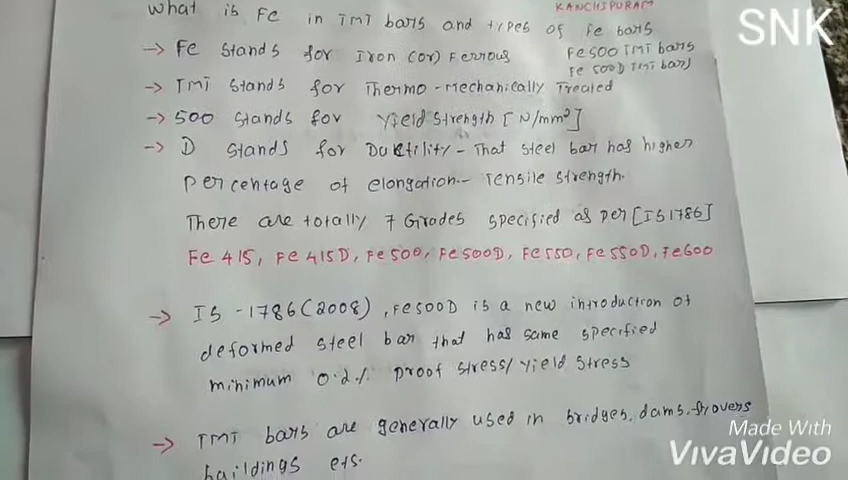 KANCHIPURAM
SNK
What is Fe in TMT bars and types of Fe bars
→ Fe stands for Iron (or) Ferrous
Fe500 TMT bars
Fe 500D TMT bars
→ TMT stands for Thermo-Mechanically Treated
→ 500 stands for Yield Strength [N/mm²]
→ D stands for Ductility - That steel bar has higher
percentage of elongation - Tensile strength.
There are totally 7 Grades specified as per [IS1786]
Fe 415, Fe 415D, Fe 500, Fe 500D, Fe 550, Fe 550D, Fe600
→ IS - 1786 (2008), Fe500D is a new introduction of
deformed steel bar that has same specified
minimum 0.2% proof stress/yield stress
→ TMT bars are generally used in bridges, dams,
buildings ets.
Made With
VivaVideo